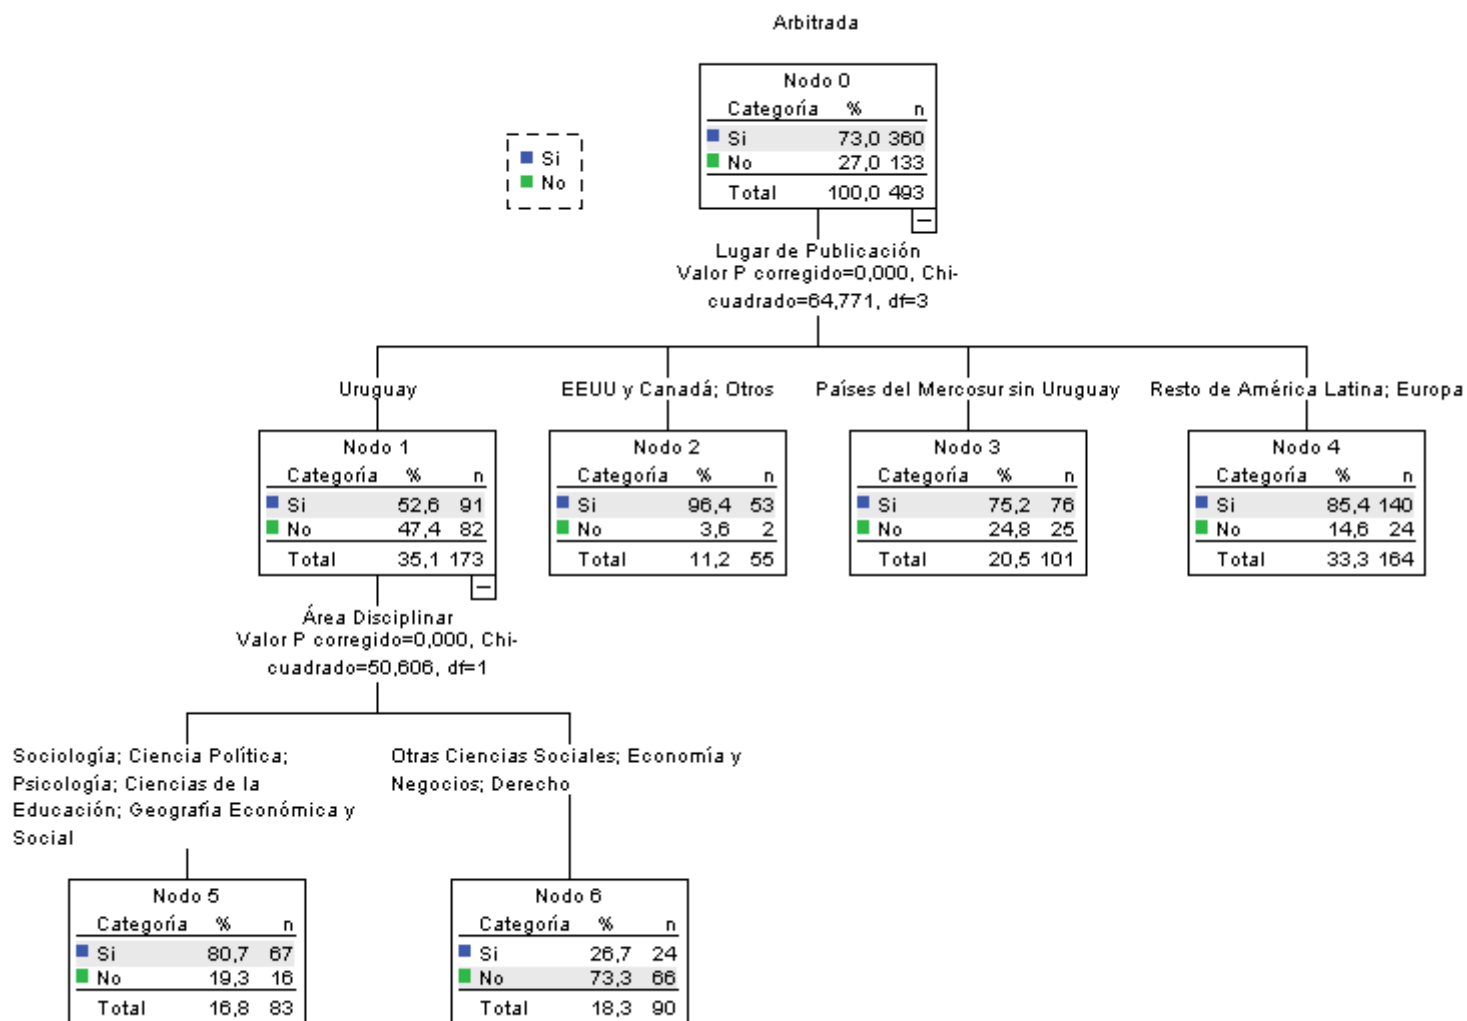 Arbitrada
Nodo 0
Categoría % n
Si 73,0 360
No 27,0 133
Total 100,0 493
Si
No
Lugar de Publicación
Valor P corregido=0,000, Chi-
cuadrado=64,771, df=3
Uruguay
EEUU y Canadá; Otros
Países del Mercosur sin Uruguay
Resto de América Latina; Europa
Nodo 1
Categoría % n
Si 52,6 91
No 47,4 82
Total 35,1 173
Nodo 2
Categoría % n
Si 96,4 53
No 3,6 2
Total 11,2 55
Nodo 3
Categoría % n
Si 75,2 76
No 24,8 25
Total 20,5 101
Nodo 4
Categoría % n
Si 85,4 140
No 14,6 24
Total 33,3 164
Área Disciplinar
Valor P corregido=0,000, Chi-
cuadrado=50,606, df=1
Sociología; Ciencia Política;
Psicología; Ciencias de la
Educación; Geografía Económica y
Social
Otras Ciencias Sociales; Economía y
Negocios; Derecho
Nodo 5
Categoría % n
Si 80,7 67
No 19,3 16
Total 16,8 83
Nodo 6
Categoría % n
Si 26,7 24
No 73,3 66
Total 18,3 90